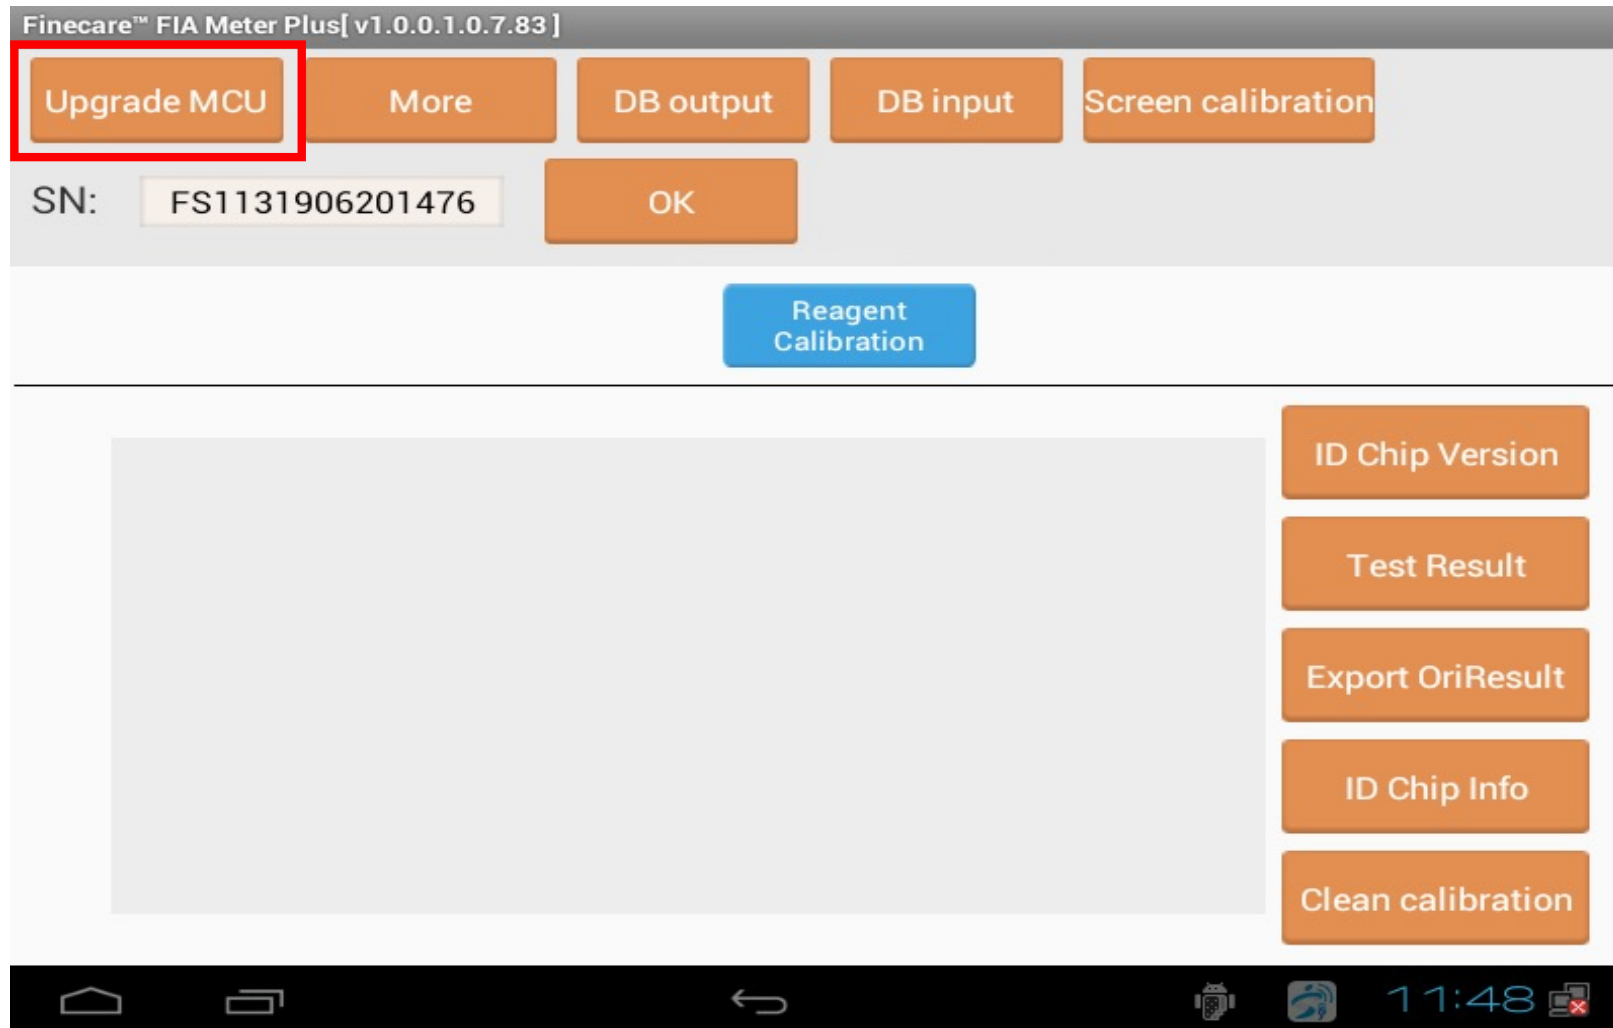 Finecare™ FIA Meter Plus[ v1.0.0.1.0.7.83 ]
Upgrade MCU
More
DB output
DB input
Screen calibration
SN:
FS1131906201476
OK
Reagent
Calibration
ID Chip Version
Test Result
Export OriResult
ID Chip Info
Clean calibration
11:48